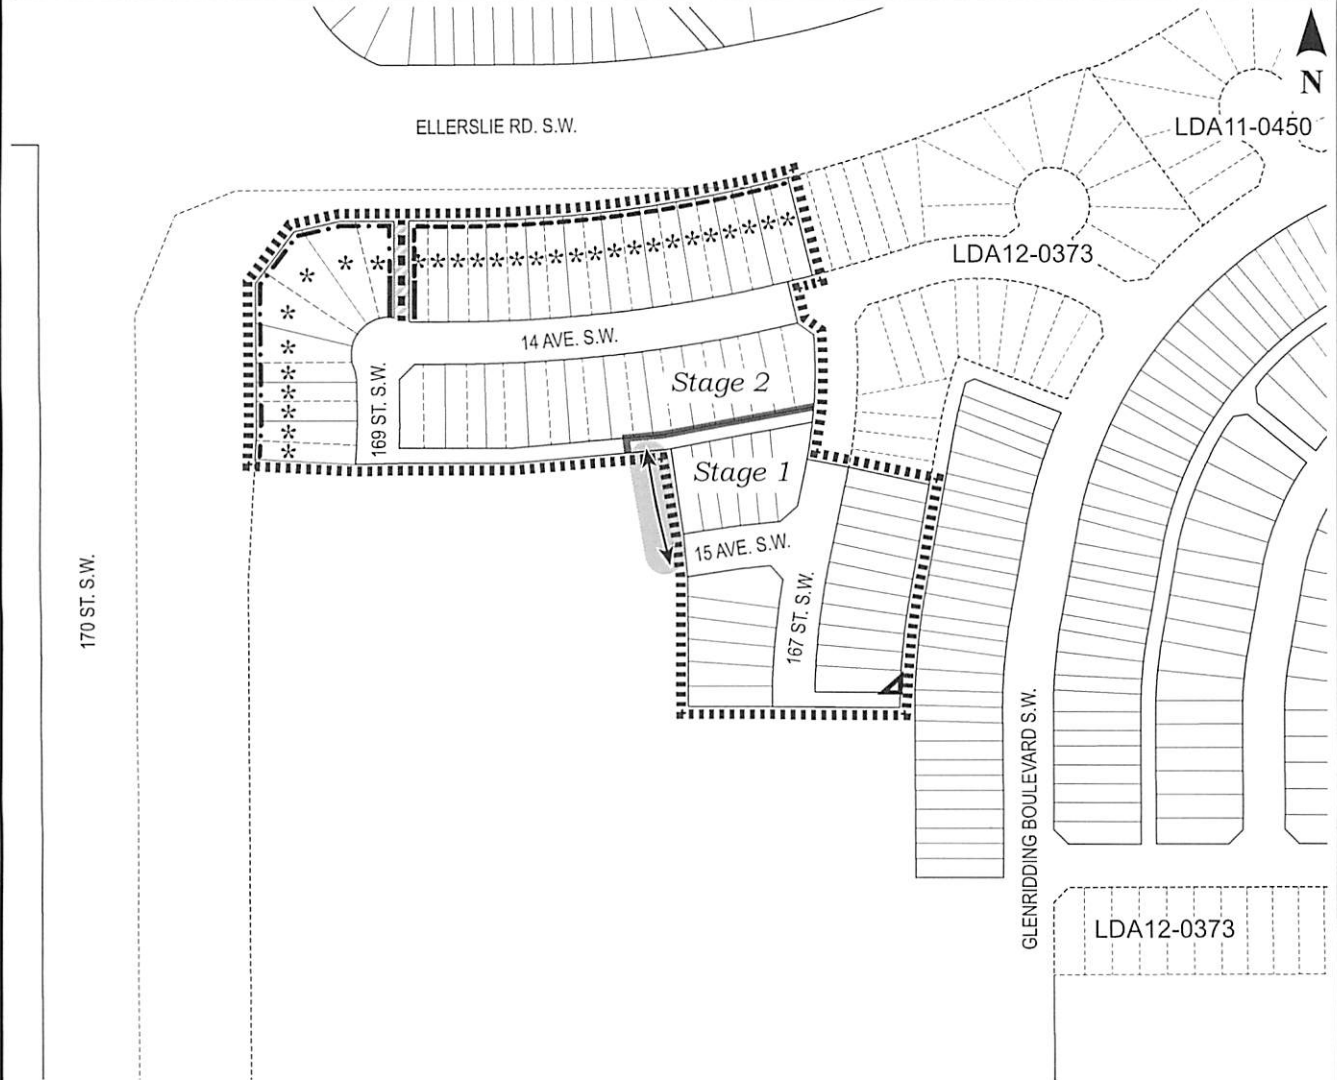 N
LDA11-0450
ELLERSLIE RD. S.W.
LDA12-0373
14 AVE. S.W.
Stage 2
169 ST. S.W.
Stage 1
15 AVE. S.W.
170 ST. S.W.
167 ST. S.W.
GLENRIDDING BOULEVARD S.W.
LDA12-0373